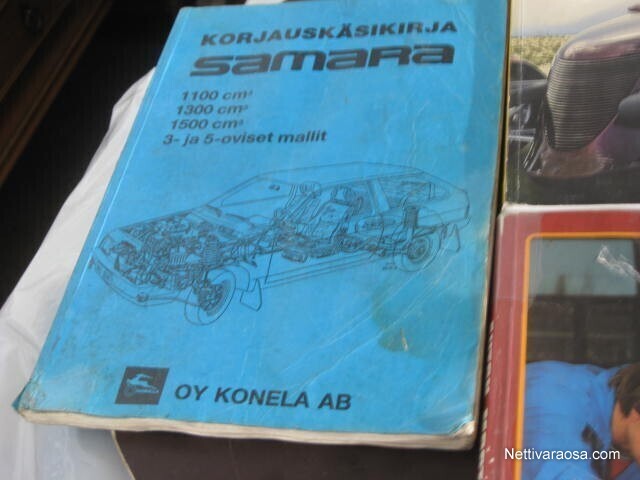 KORJAUSKÄSIKIRJA
samara
1100 cm³
1300 cm³
1500 cm³
3- ja 5-oviset mallit
OY KONELA AB
Nettivaraosa.com